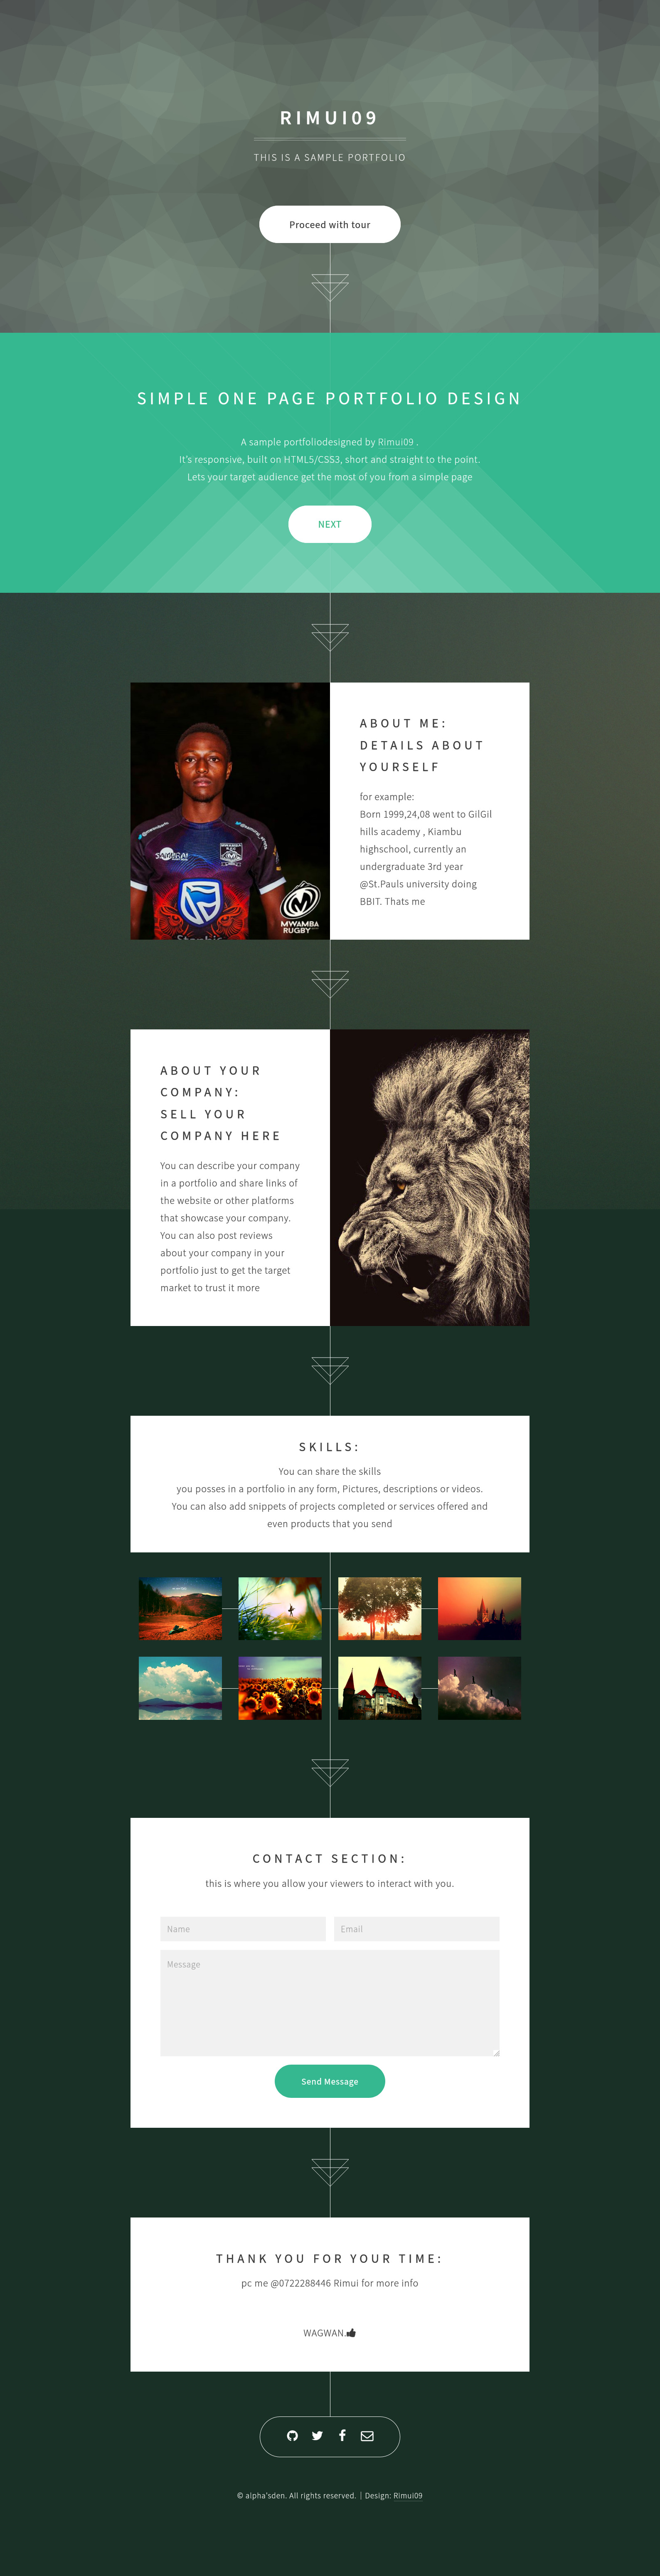 RIMUI09
THIS IS A SAMPLE PORTFOLIO
Proceed with tour
SIMPLE ONE PAGE PORTFOLIO DESIGN
A sample portfoliodesigned by Rimui09 .
It's responsive, built on HTML5/CSS3, short and straight to the point.
Lets your target audience get the most of you from a simple page
NEXT
ABOUT ME:
DETAILS ABOUT
YOURSELF
for example:
Born 1999,24,08 went to GilGil
hills academy , Kiambu
highschool, currently an
undergraduate 3rd year
@St.Pauls university doing
BBIT. Thats me
SAMURAI
MWAMBA
MWAMBA
RUGBY
ABOUT YOUR
COMPANY:
SELL YOUR
COMPANY HERE
You can describe your company
in a portfolio and share links of
the website or other platforms
that showcase your company.
You can also post reviews
about your company in your
portfolio just to get the target
market to trust it more
SKILLS:
You can share the skills
you posses in a portfolio in any form, Pictures, descriptions or videos.
You can also add snippets of projects completed or services offered and
even products that you send
CONTACT SECTION:
this is where you allow your viewers to interact with you.
Name
Email
Message
Send Message
THANK YOU FOR YOUR TIME:
pc me @0722288446 Rimui for more info
WAGWAN.
© alpha'sden. All rights reserved. | Design: Rimui09